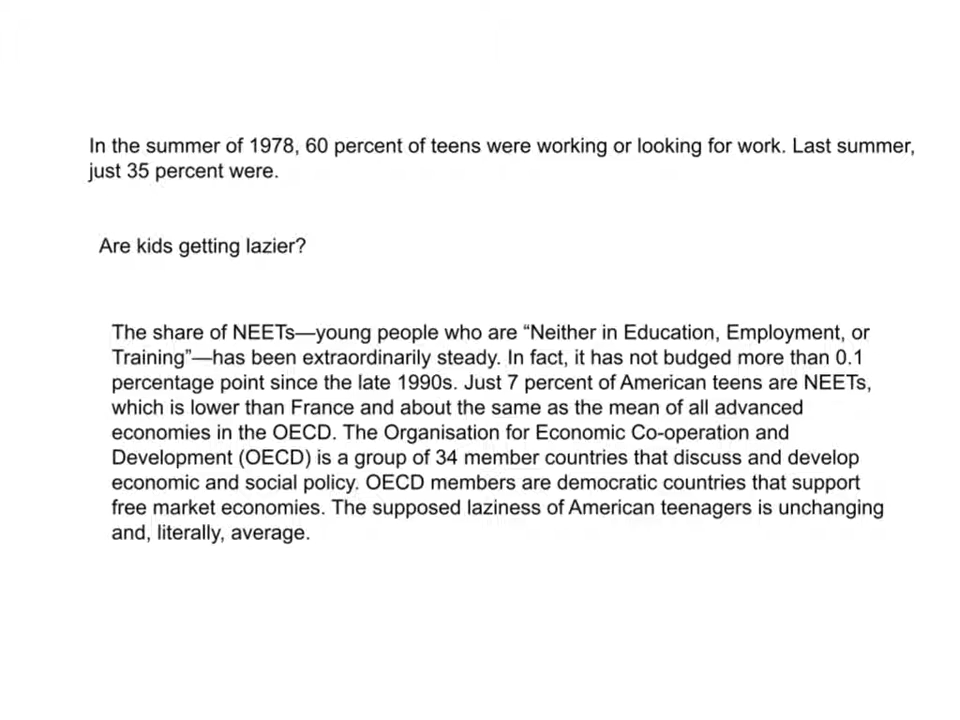 In the summer of 1978, 60 percent of teens were working or looking for work. Last summer,
just 35 percent were.
Are kids getting lazier?
The share of NEETs—young people who are “Neither in Education, Employment, or
Training”—has been extraordinarily steady. In fact, it has not budged more than 0.1
percentage point since the late 1990s. Just 7 percent of American teens are NEETs,
which is lower than France and about the same as the mean of all advanced
economies in the OECD. The Organisation for Economic Co-operation and
Development (OECD) is a group of 34 member countries that discuss and develop
economic and social policy. OECD members are democratic countries that support
free market economies. The supposed laziness of American teenagers is unchanging
and, literally, average.